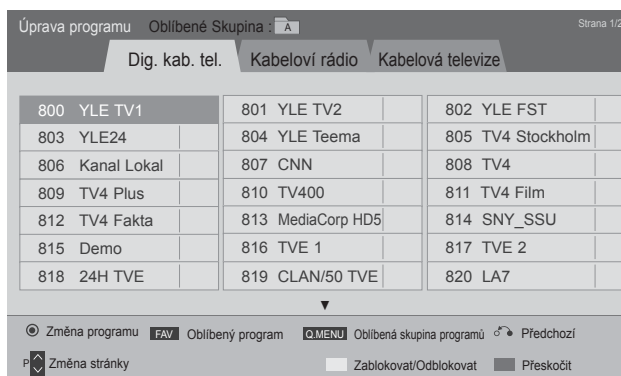 Úprava programu Oblíbené Skupina : A Strana 1/2
Dig. kab. tel. Kabeloví rádio Kabelová televize
800 YLE TV1 801 YLE TV2 802 YLE FST
803 YLE24 804 YLE Teema 805 TV4 Stockholm
806 Kanal Lokal 807 CNN 808 TV4
809 TV4 Plus 810 TV400 811 TV4 Film
812 TV4 Fakta 813 MediaCorp HD5 814 SNY_SSU
815 Demo 816 TVE 1 817 TVE 2
818 24H TVE 819 CLAN/50 TVE 820 LA7
Změna programu FAV Oblíbený program Q.MENU Oblíbená skupina programů Předchozí
P Změna stránky Zablokovat/Odblokovat Přeskočit